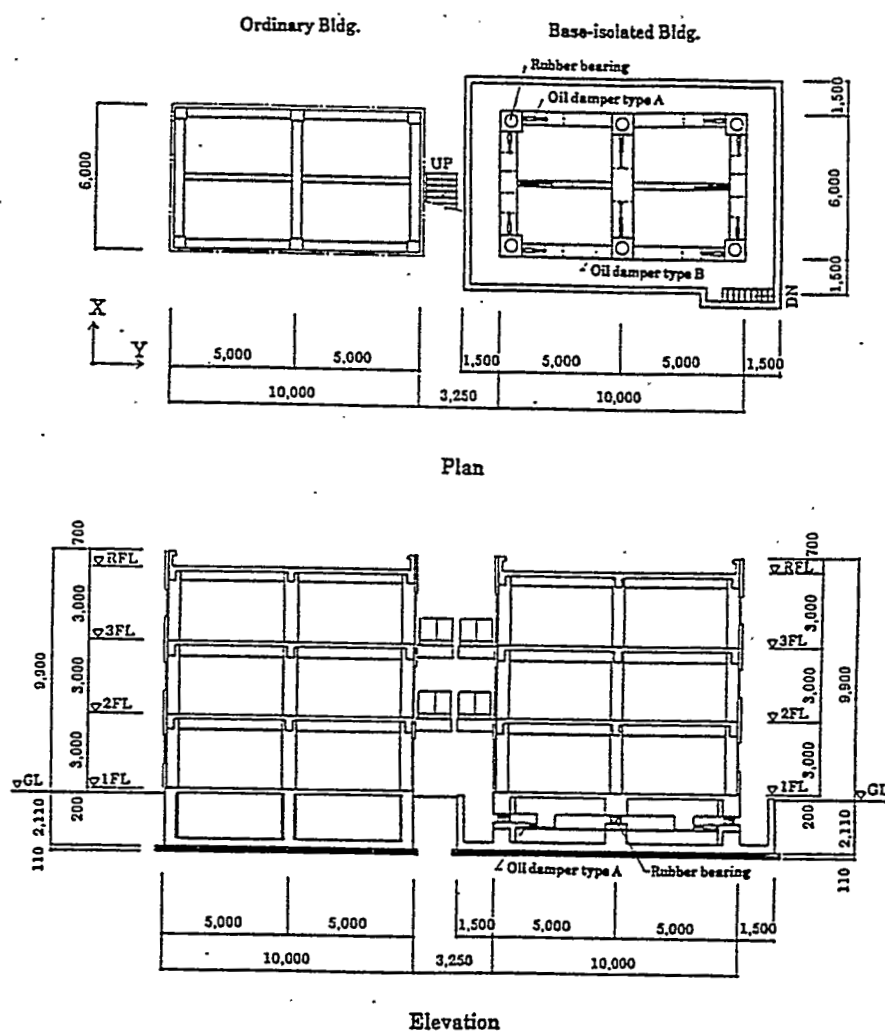 Ordinary Bldg.
Base-isolated Bldg.
Rubber bearing
Oil damper type A
1,500
UP
6,000
6,000
Oil damper type B
1,500
DN
X
Y
5,000
5,000
1,500
5,000
5,000
1,500
10,000
3,250
10,000
Plan
700
RFL
RFL
700
3,000
3,000
3FL
3FL
9,900
3,000
3,000
9,900
2FL
2FL
3,000
3,000
GL
1FL
1FL
GL
200
200
2,110
2,110
110
110
Oil damper type A
Rubber bearing
5,000
5,000
1,500
5,000
5,000
1,500
10,000
3,250
10,000
Elevation